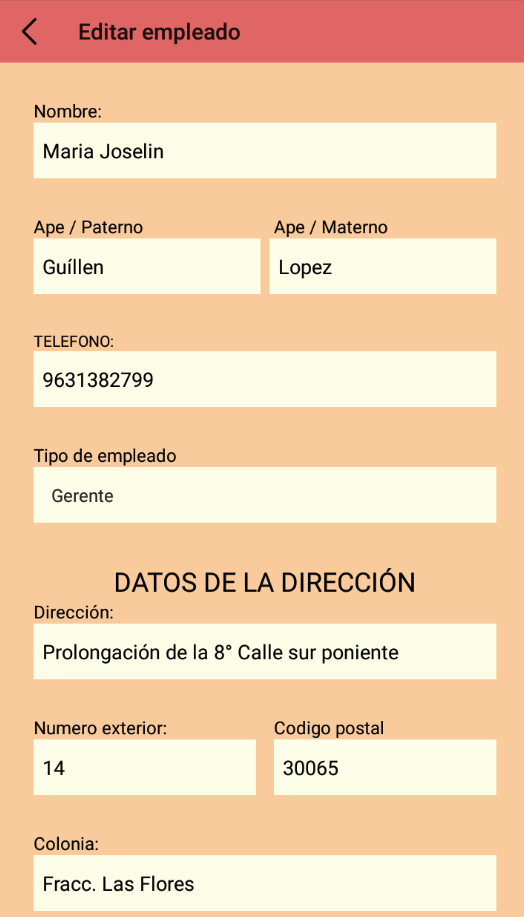 Editar empleado
Nombre:
Maria Joselin
Ape / Paterno
Ape / Materno
Guíllen
Lopez
TELEFONO:
9631382799
Tipo de empleado
Gerente
DATOS DE LA DIRECCIÓN
Dirección:
Prolongación de la 8° Calle sur poniente
Numero exterior:
Codigo postal
14
30065
Colonia:
Fracc. Las Flores